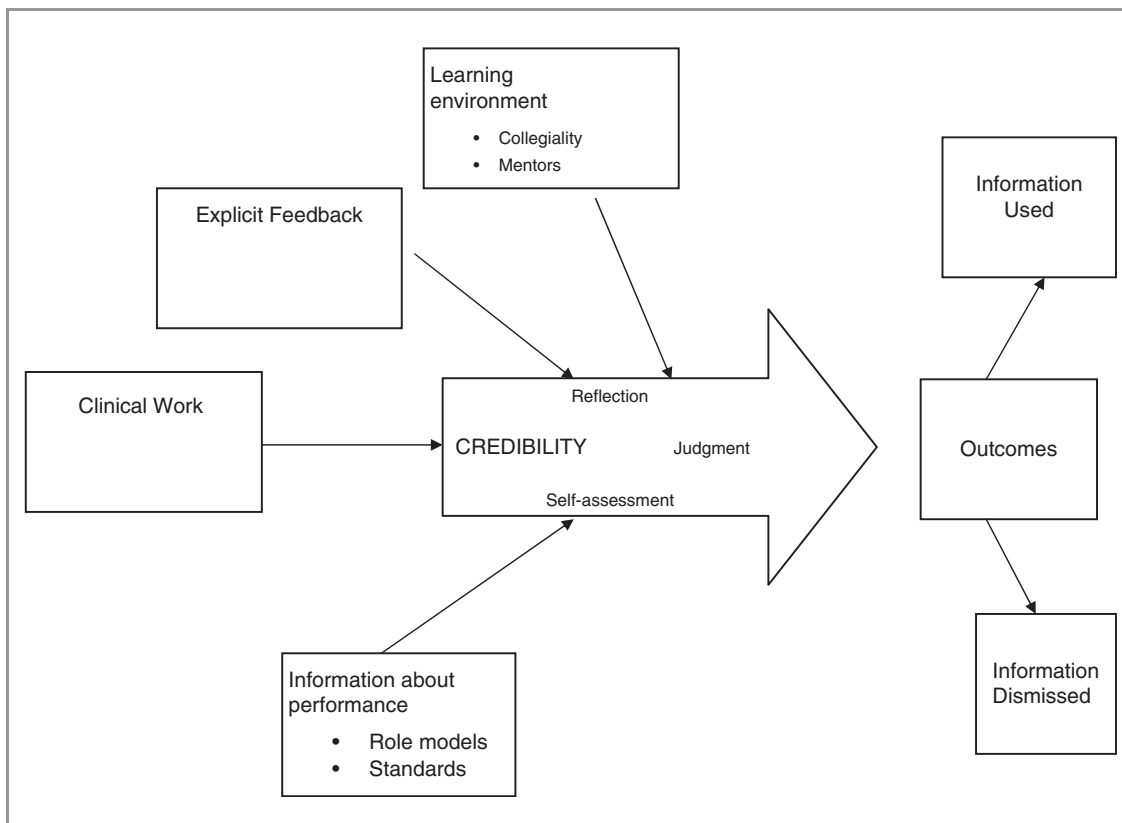 Learning
environment
• Collegiality
• Mentors
Explicit Feedback
Clinical Work
Reflection
CREDIBILITY
Judgment
Self-assessment
Information about
performance
• Role models
• Standards
Information
Used
Outcomes
Information
Dismissed